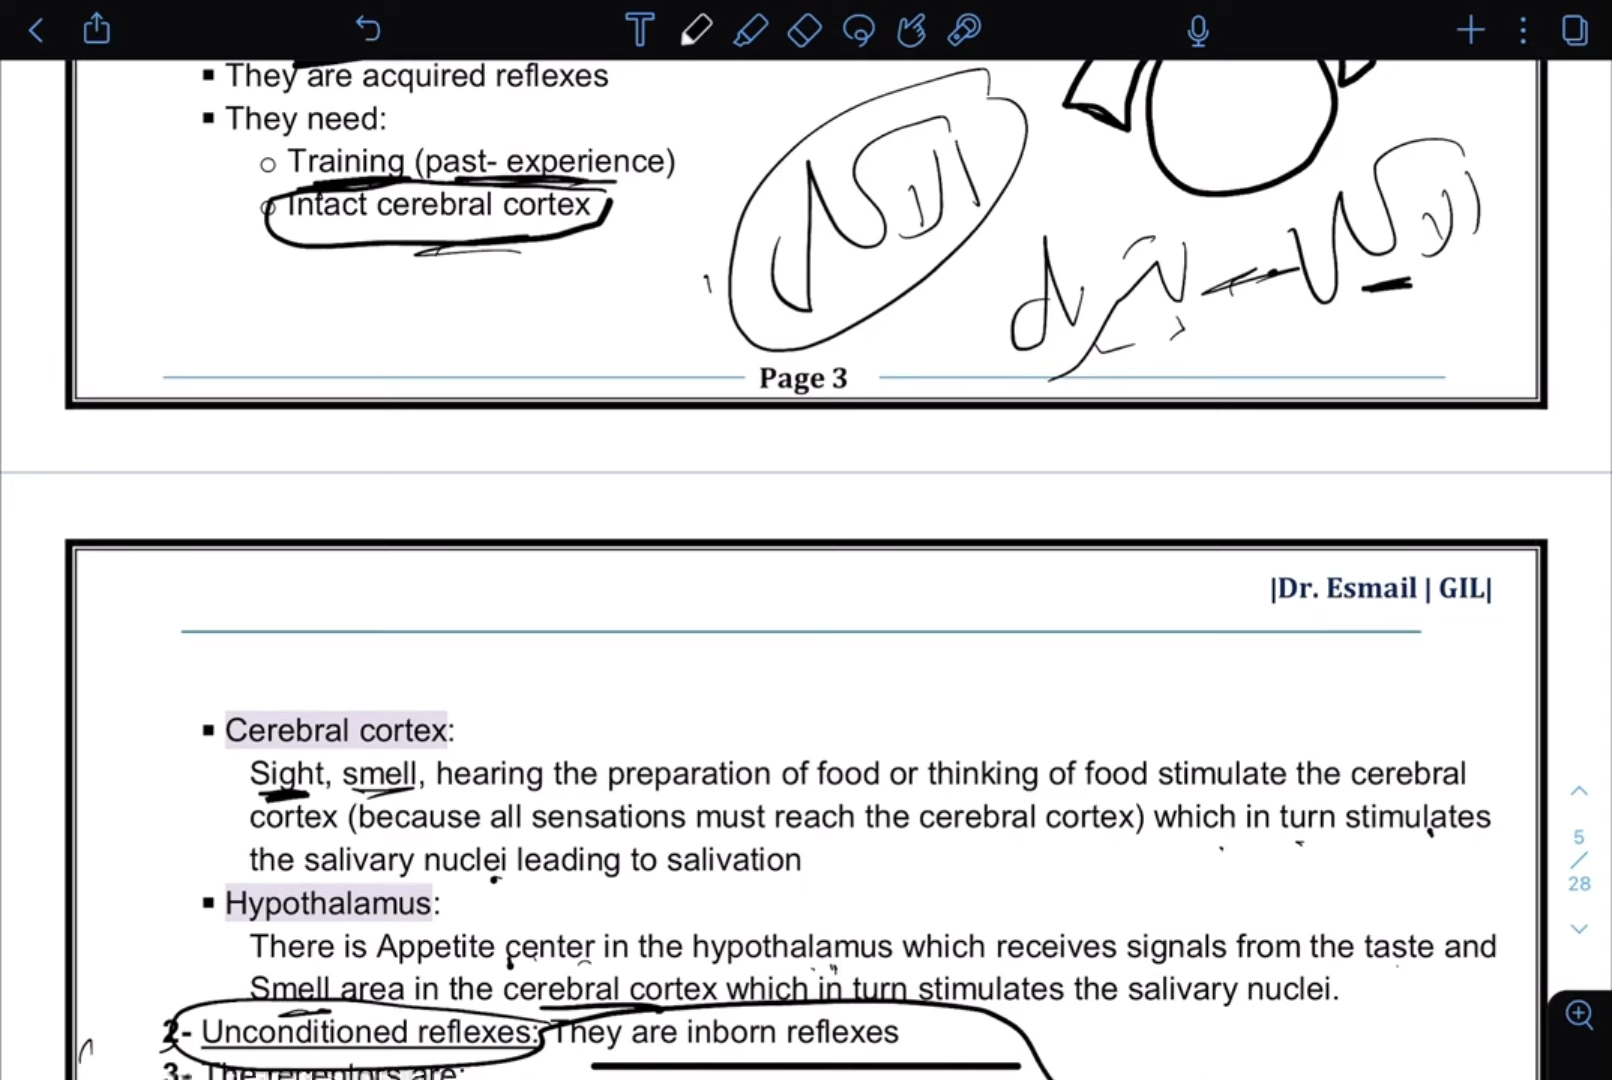 ▪ They are acquired reflexes
▪ They need:
o Training (past- experience)
o Intact cerebral cortex
Page 3
|Dr. Esmail | GIL|
▪ Cerebral cortex:
Sight, smell, hearing the preparation of food or thinking of food stimulate the cerebral
cortex (because all sensations must reach the cerebral cortex) which in turn stimulates
the salivary nuclei leading to salivation
▪ Hypothalamus:
There is Appetite center in the hypothalamus which receives signals from the taste and
Smell area in the cerebral cortex which in turn stimulates the salivary nuclei.
2- Unconditioned reflexes: They are inborn reflexes
3- The receptors are:
5
/
28